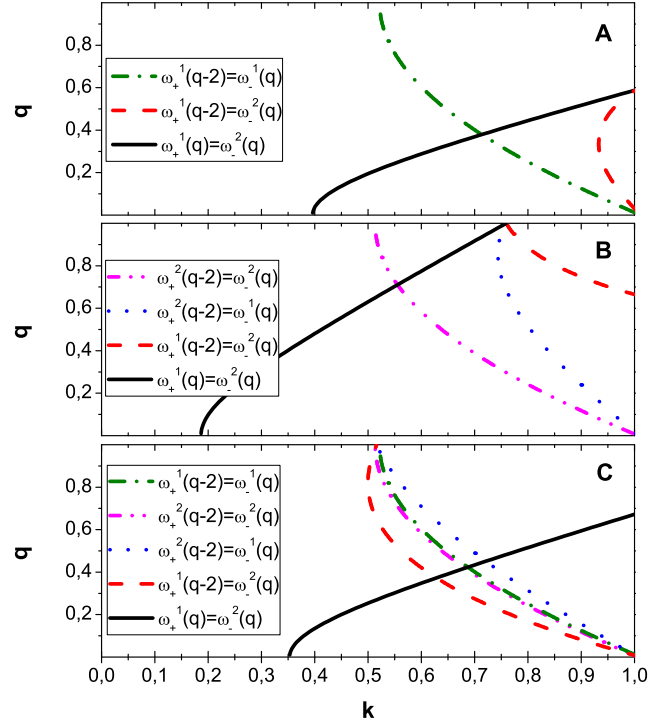 A
0,8
0,6
0,4
0,2
q
ω₊¹(q-2)=ω₋¹(q)
ω₊¹(q-2)=ω₋²(q)
ω₊¹(q)=ω₋²(q)
B
0,8
0,6
0,4
0,2
q
ω₊²(q-2)=ω₋²(q)
ω₊²(q-2)=ω₋¹(q)
ω₊¹(q-2)=ω₋²(q)
ω₊¹(q)=ω₋²(q)
C
0,8
0,6
0,4
0,2
q
ω₊¹(q-2)=ω₋¹(q)
ω₊²(q-2)=ω₋²(q)
ω₊²(q-2)=ω₋¹(q)
ω₊¹(q-2)=ω₋²(q)
ω₊¹(q)=ω₋²(q)
0,0 0,1 0,2 0,3 0,4 0,5 0,6 0,7 0,8 0,9 1,0
k